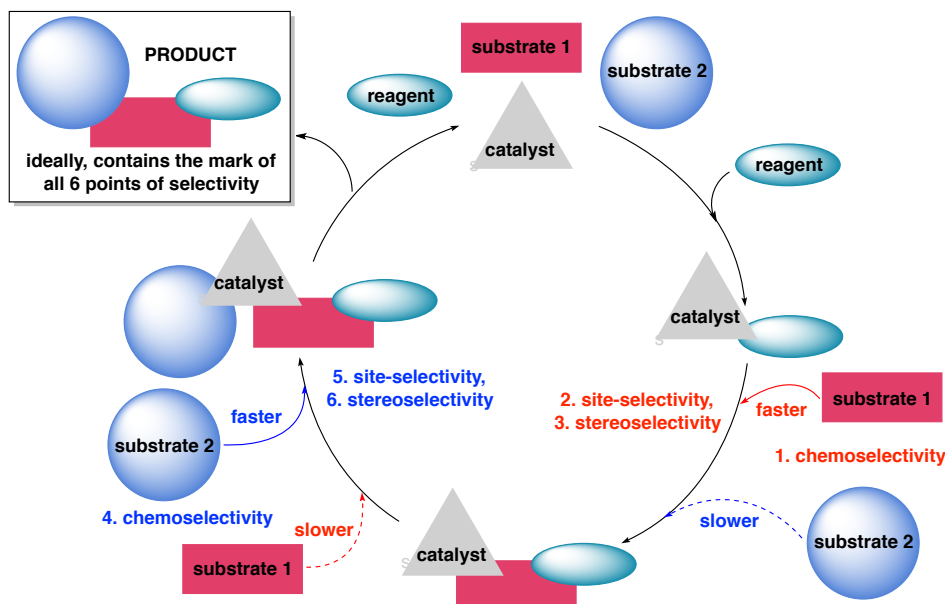 PRODUCT
ideally, contains the mark of
all 6 points of selectivity
substrate 1
substrate 2
reagent
catalyst
s
reagent
catalyst
s
substrate 1
faster
2. site-selectivity,
3. stereoselectivity
1. chemoselectivity
slower
substrate 2
catalyst
s
substrate 1
slower
4. chemoselectivity
substrate 2
faster
5. site-selectivity,
6. stereoselectivity
catalyst